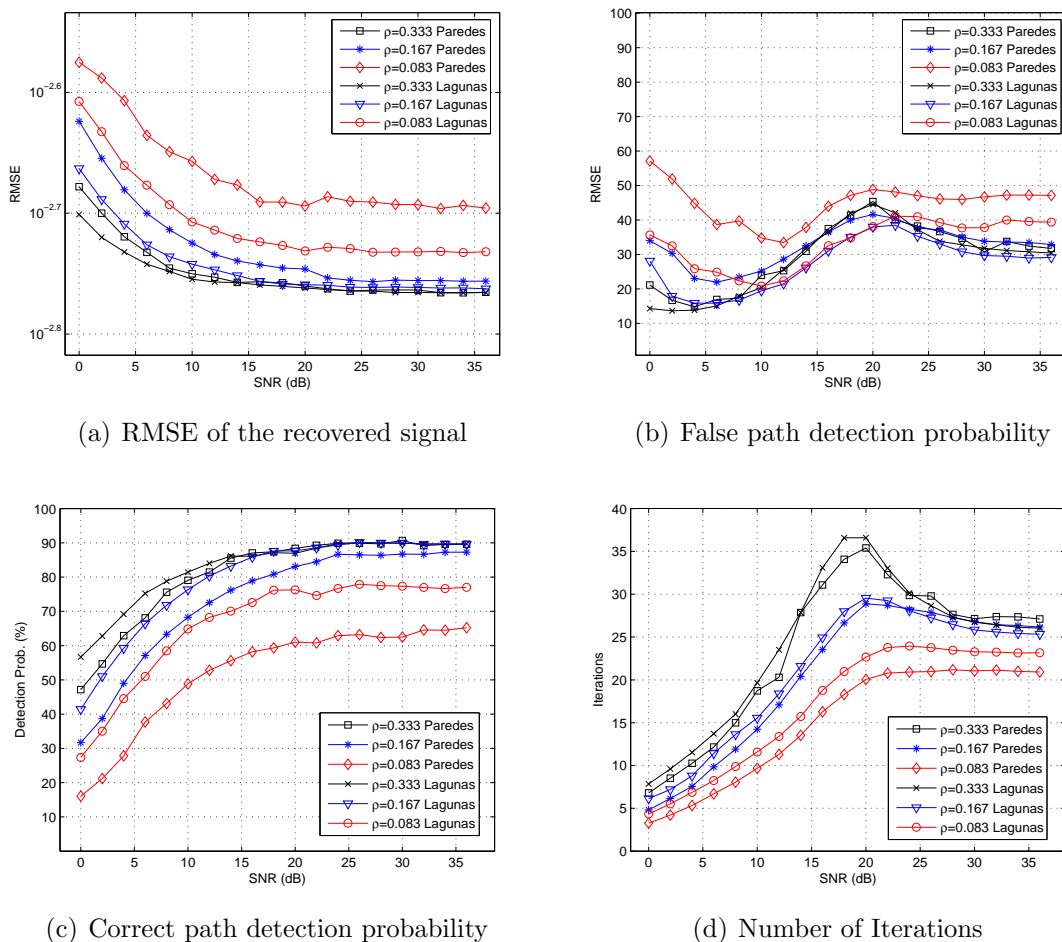 10^−2.6
10^−2.7
10^−2.8
RMSE
0 5 10 15 20 25 30 35
SNR (dB)
ρ=0.333 Paredes
ρ=0.167 Paredes
ρ=0.083 Paredes
ρ=0.333 Lagunas
ρ=0.167 Lagunas
ρ=0.083 Lagunas
(a) RMSE of the recovered signal
100
90
80
70
60
50
40
30
20
10
RMSE
0 5 10 15 20 25 30 35
SNR (dB)
ρ=0.333 Paredes
ρ=0.167 Paredes
ρ=0.083 Paredes
ρ=0.333 Lagunas
ρ=0.167 Lagunas
ρ=0.083 Lagunas
(b) False path detection probability
100
90
80
70
60
50
40
30
20
10
Detection Prob. (%)
0 5 10 15 20 25 30 35
SNR (dB)
ρ=0.333 Paredes
ρ=0.167 Paredes
ρ=0.083 Paredes
ρ=0.333 Lagunas
ρ=0.167 Lagunas
ρ=0.083 Lagunas
(c) Correct path detection probability
40
35
30
25
20
15
10
5
0
Iterations
0 5 10 15 20 25 30 35
SNR (dB)
ρ=0.333 Paredes
ρ=0.167 Paredes
ρ=0.083 Paredes
ρ=0.333 Lagunas
ρ=0.167 Lagunas
ρ=0.083 Lagunas
(d) Number of Iterations